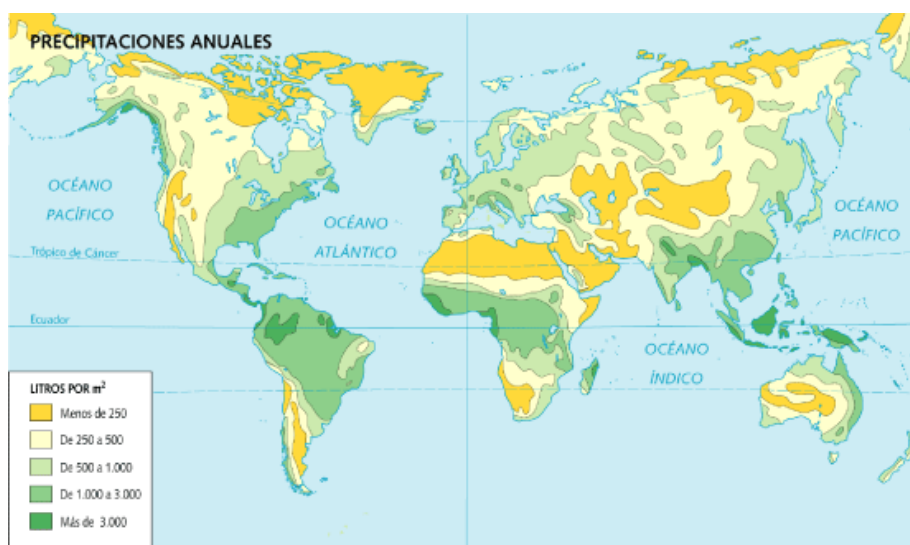 PRECIPITACIONES ANUALES
OCÉANO
PACÍFICO
OCÉANO
ATLÁNTICO
OCÉANO
PACÍFICO
Trópico de Cáncer
Ecuador
OCÉANO
ÍNDICO
LITROS POR m²
Menos de 250
De 250 a 500
De 500 a 1.000
De 1.000 a 3.000
Más de 3.000